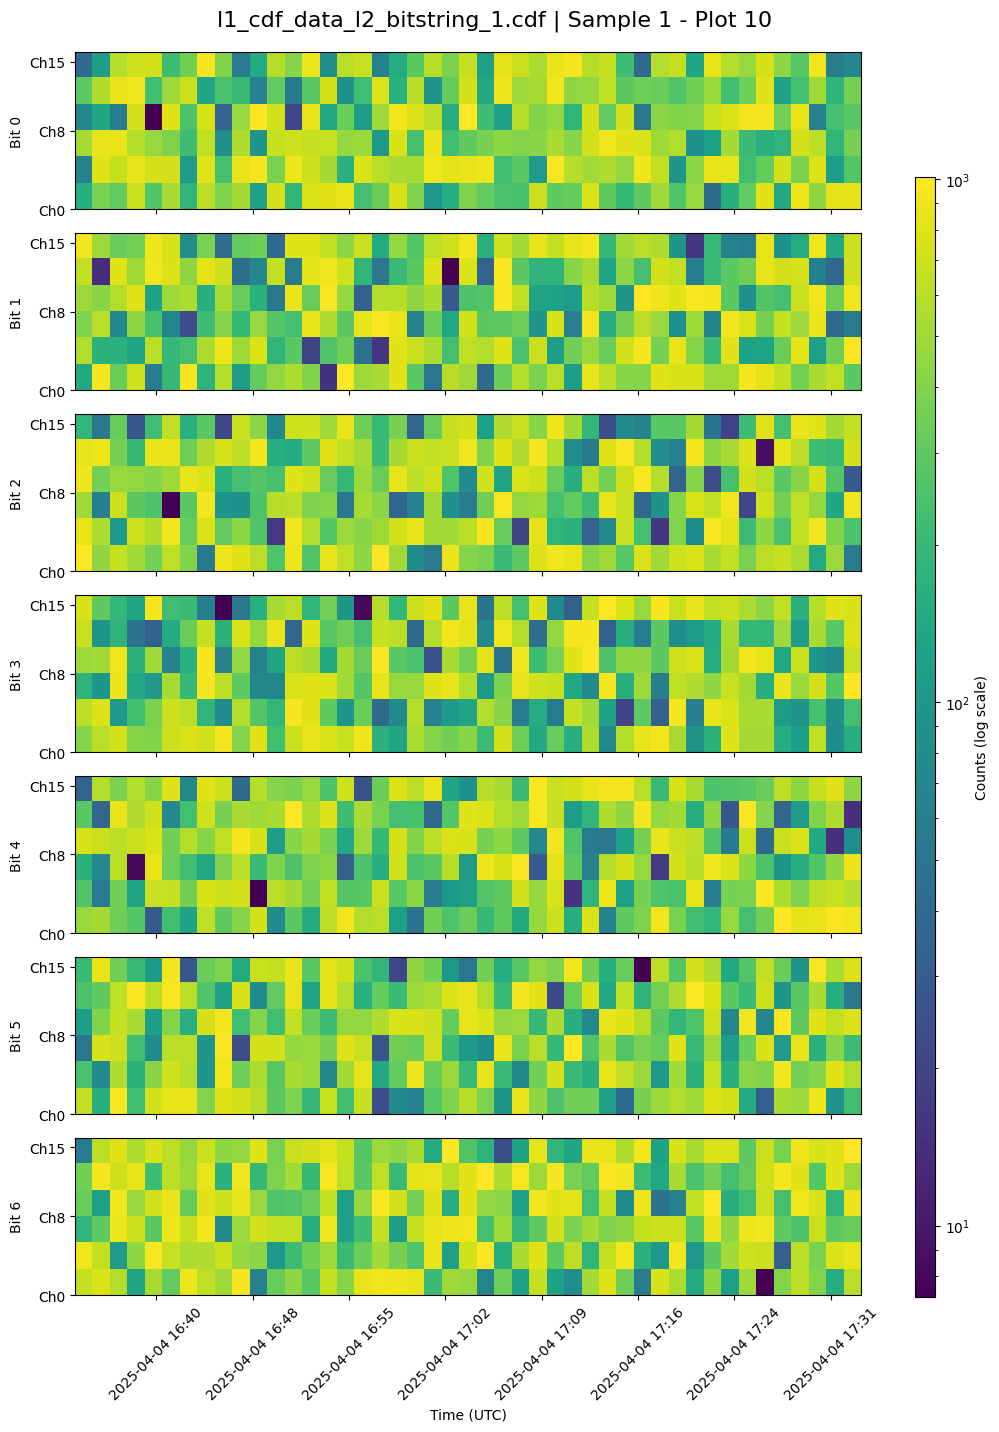 l1_cdf_data_l2_bitstring_1.cdf | Sample 1 - Plot 10
Ch15
Bit 0
Ch8
Ch0
Ch15
Bit 1
Ch8
Ch0
Ch15
Bit 2
Ch8
Ch0
Ch15
Bit 3
Ch8
Ch0
Ch15
Bit 4
Ch8
Ch0
Ch15
Bit 5
Ch8
Ch0
Ch15
Bit 6
Ch8
Ch0
2025-04-04 16:40
2025-04-04 16:48
2025-04-04 16:55
2025-04-04 17:02
2025-04-04 17:09
2025-04-04 17:16
2025-04-04 17:24
2025-04-04 17:31
Time (UTC)
10³
10²
10¹
Counts (log scale)